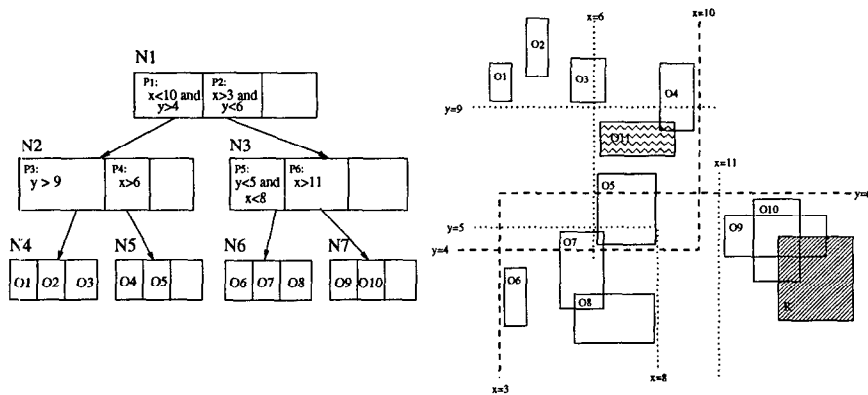 N1
P1:
x<10 and
y>4
P2:
x>3 and
y<6
N2
P3:
y > 9
P4:
x>6
N3
P5:
y<5 and
x<8
P6:
x>11
N4
O1 O2 O3
N5
O4 O5
N6
O6 O7 O8
N7
O9 O10
x=6
x=10
O2
O1
O3
O4
y=9
O11
x=11
O5
y=6
O10
O9
y=5
O7
y=4
O6
O8
R
x=8
x=3